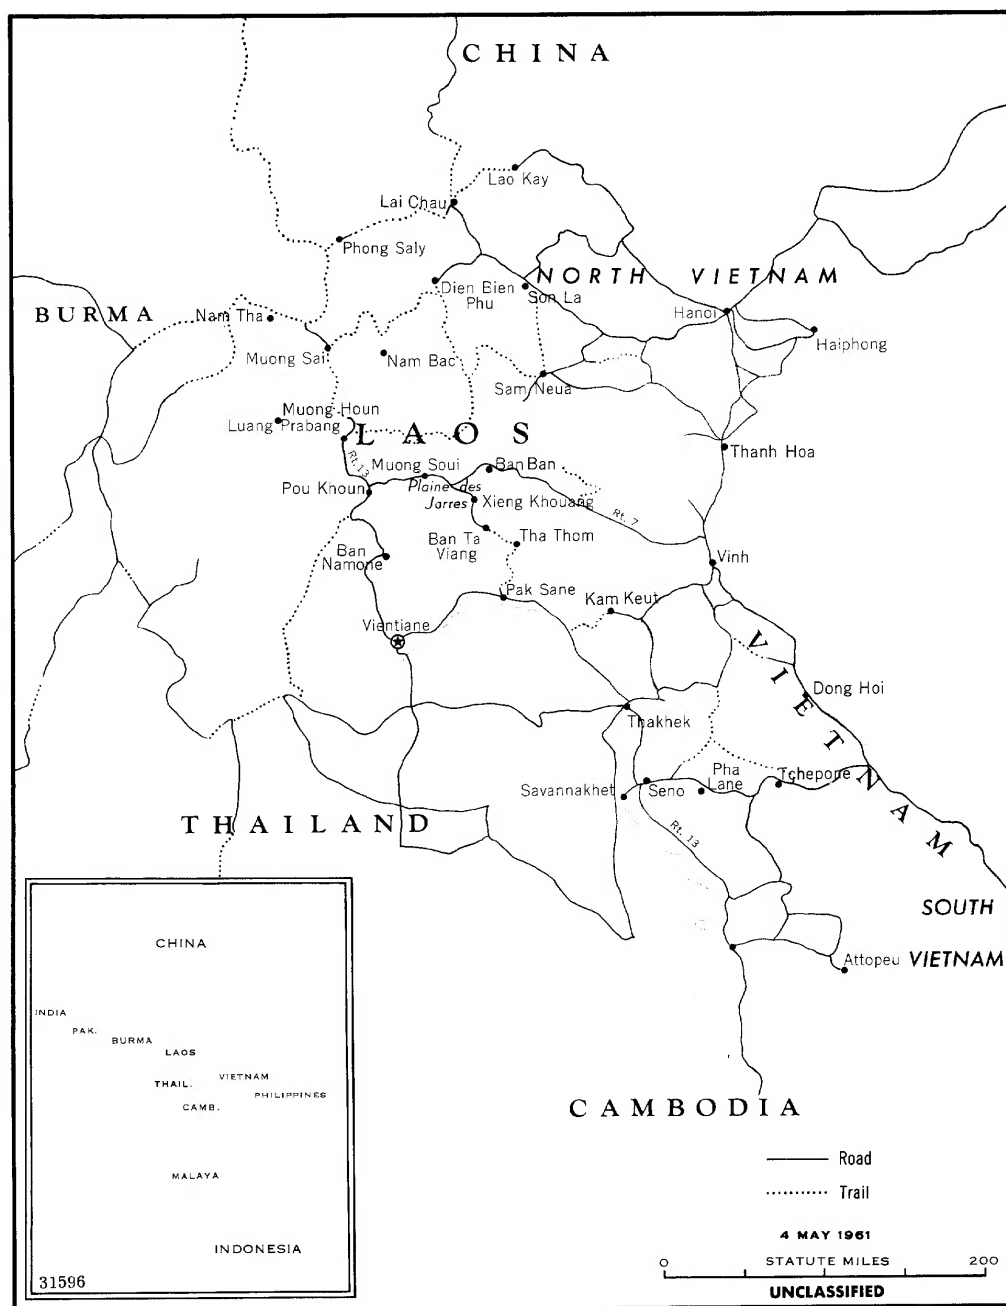 CHINA
Lao Kay
Lai Chau
Phong Saly
NORTH VIETNAM
Dien Bien
Phu
Son La
BURMA
Nam Tha
Hanoi
Haiphong
Muong Sai
Nam Bac
Sam Neua
Muong Houn
Luang Prabang
LAOS
Thanh Hoa
Rt. 13
Muong Soui
Ban Ban
Plaine des
Jarres
Pou Khoun
Xieng Khouang
Rt. 7
Ban Ta
Viang
Tha Thom
Ban
Namone
Vinh
Pak Sane
Kam Keut
Vientiane
VIETNAM
Dong Hoi
Thakhek
Pha
Lane
Tchepone
Savannakhet
Seno
THAILAND
Rt. 13
SOUTH
VIETNAM
Attopeu
CAMBODIA
CHINA
INDIA
PAK.
BURMA
LAOS
THAIL.
VIETNAM
PHILIPPINES
CAMB.
MALAYA
INDONESIA
31596
Road
Trail
4 MAY 1961
0 STATUTE MILES 200
UNCLASSIFIED